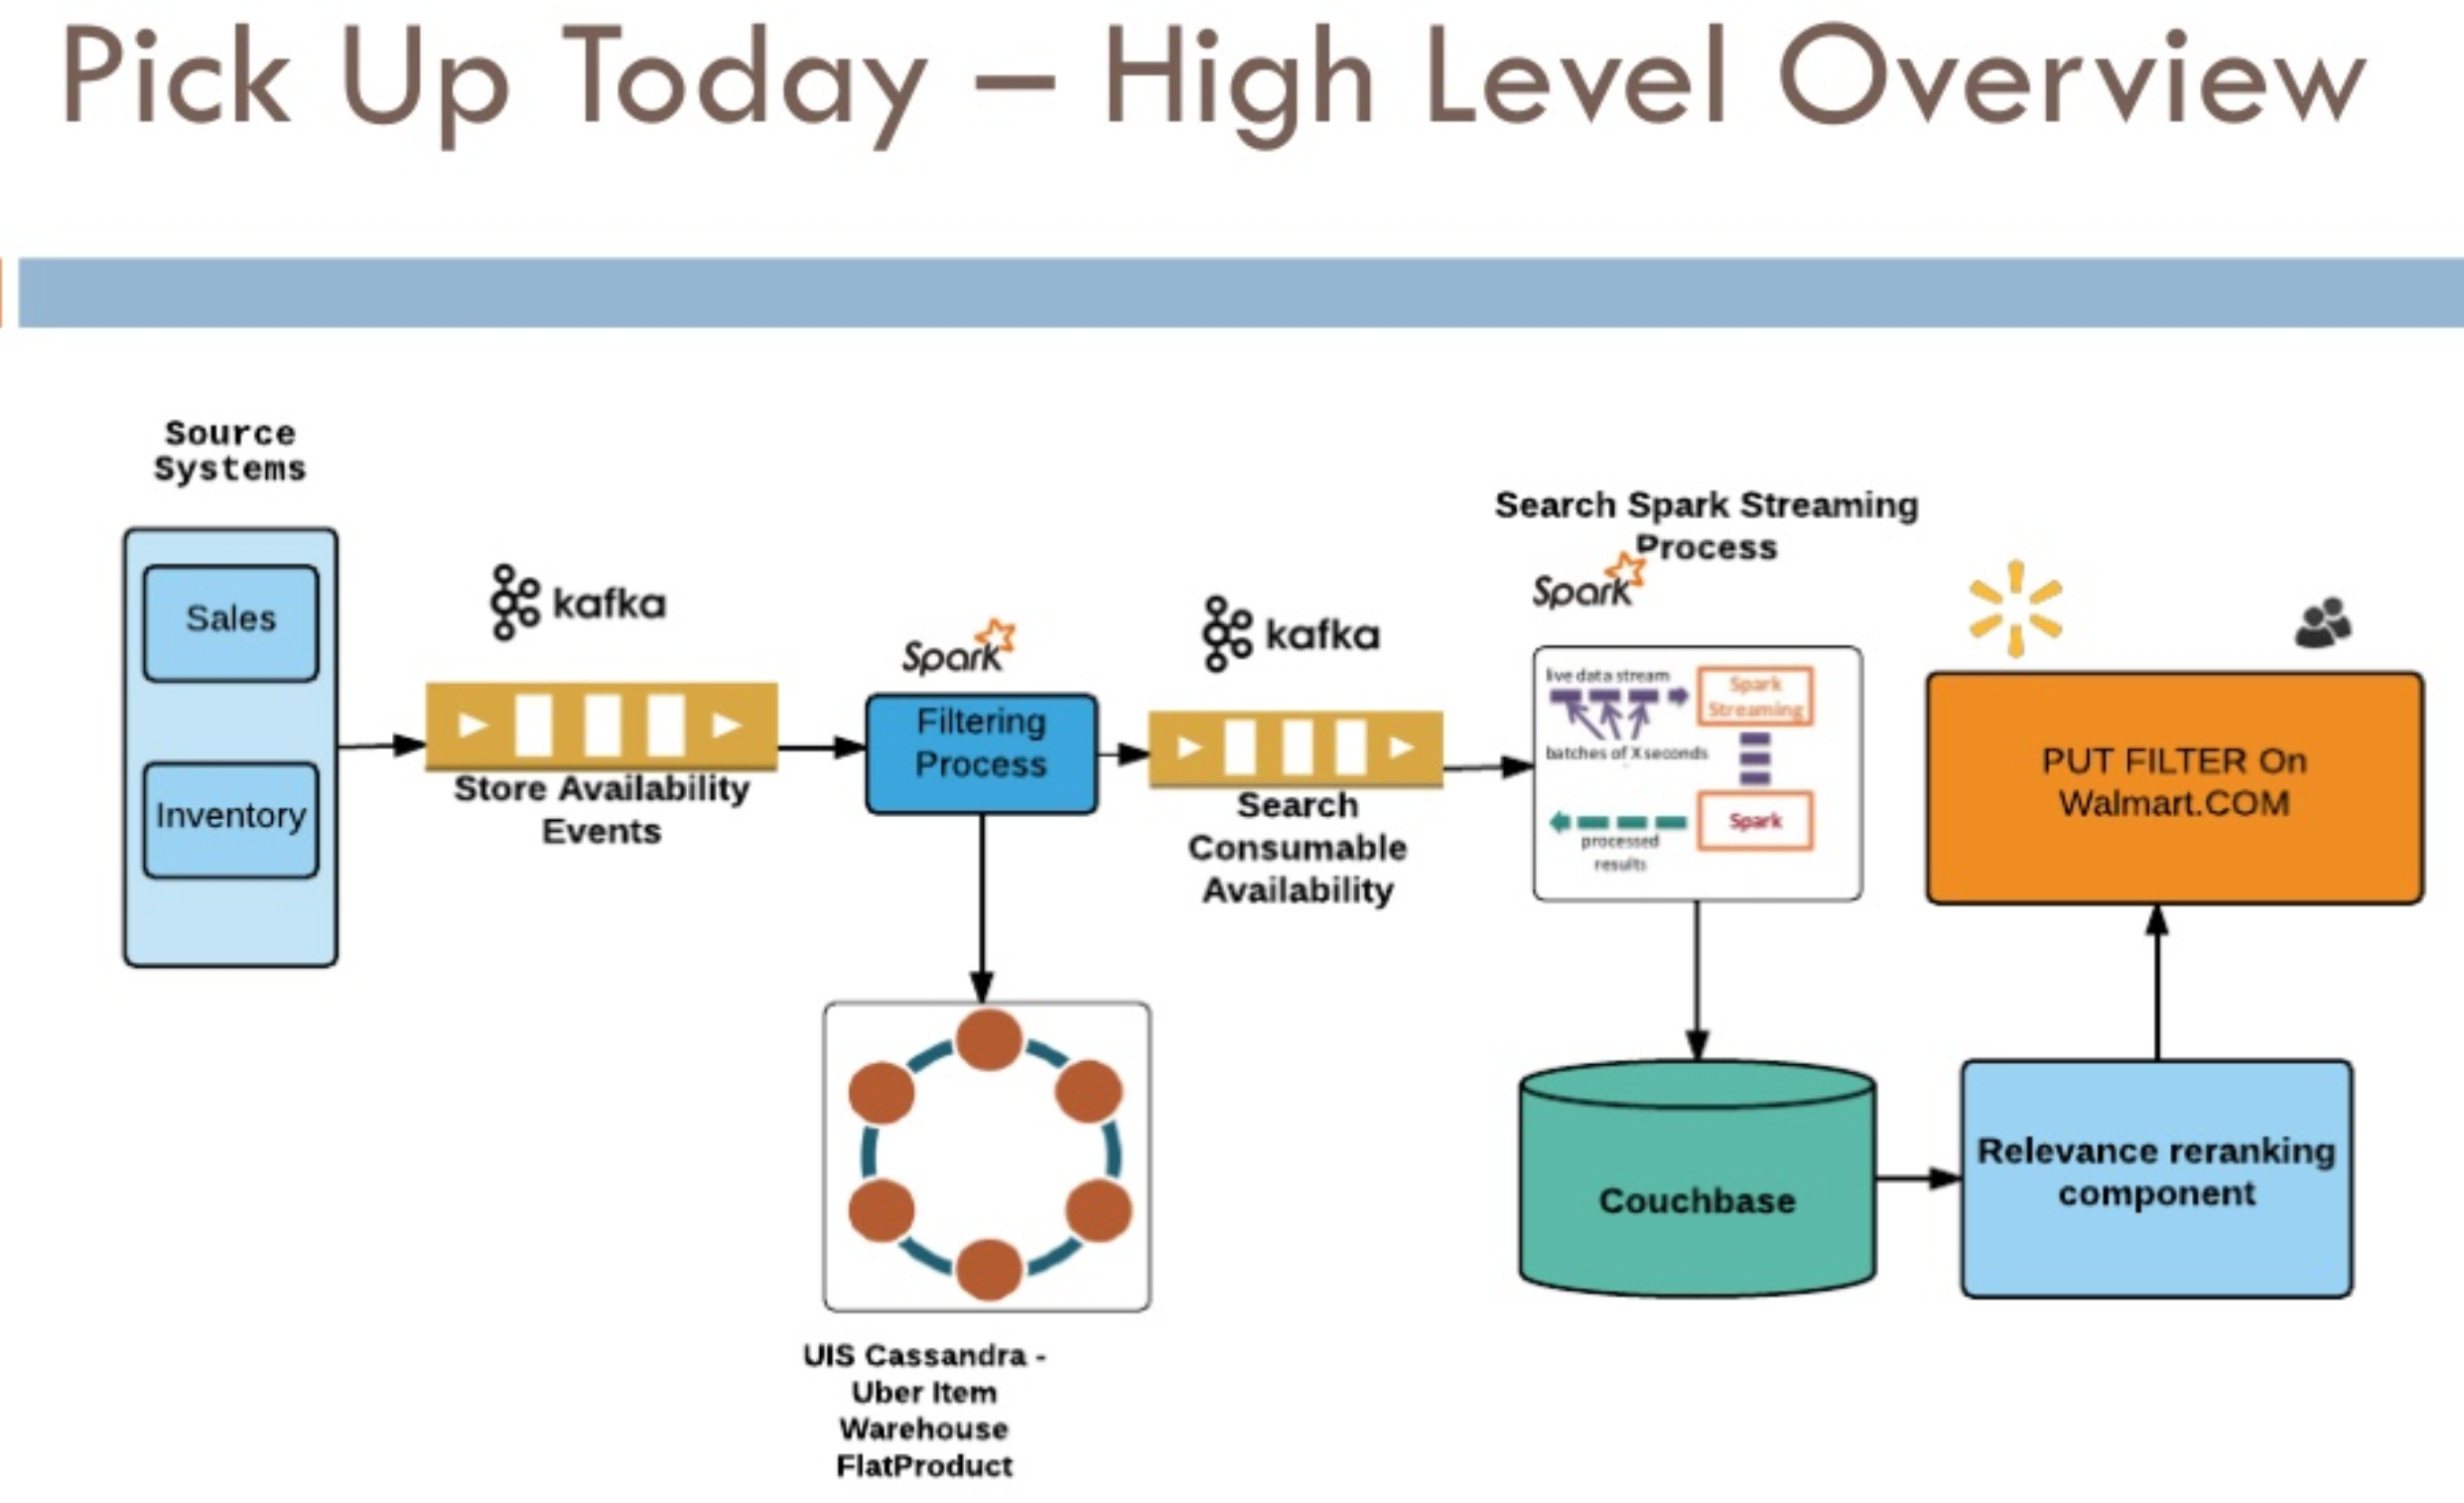 Pick Up Today – High Level Overview
Source
Systems
Sales
Inventory
kafka
Store Availability
Events
Spark
Filtering
Process
kafka
Search
Consumable
Availability
Search Spark Streaming
Process
Spark
live data stream
Spark
Streaming
batches of X seconds
Spark
processed
results
PUT FILTER On
Walmart.COM
UIS Cassandra -
Uber Item
Warehouse
FlatProduct
Couchbase
Relevance reranking
component